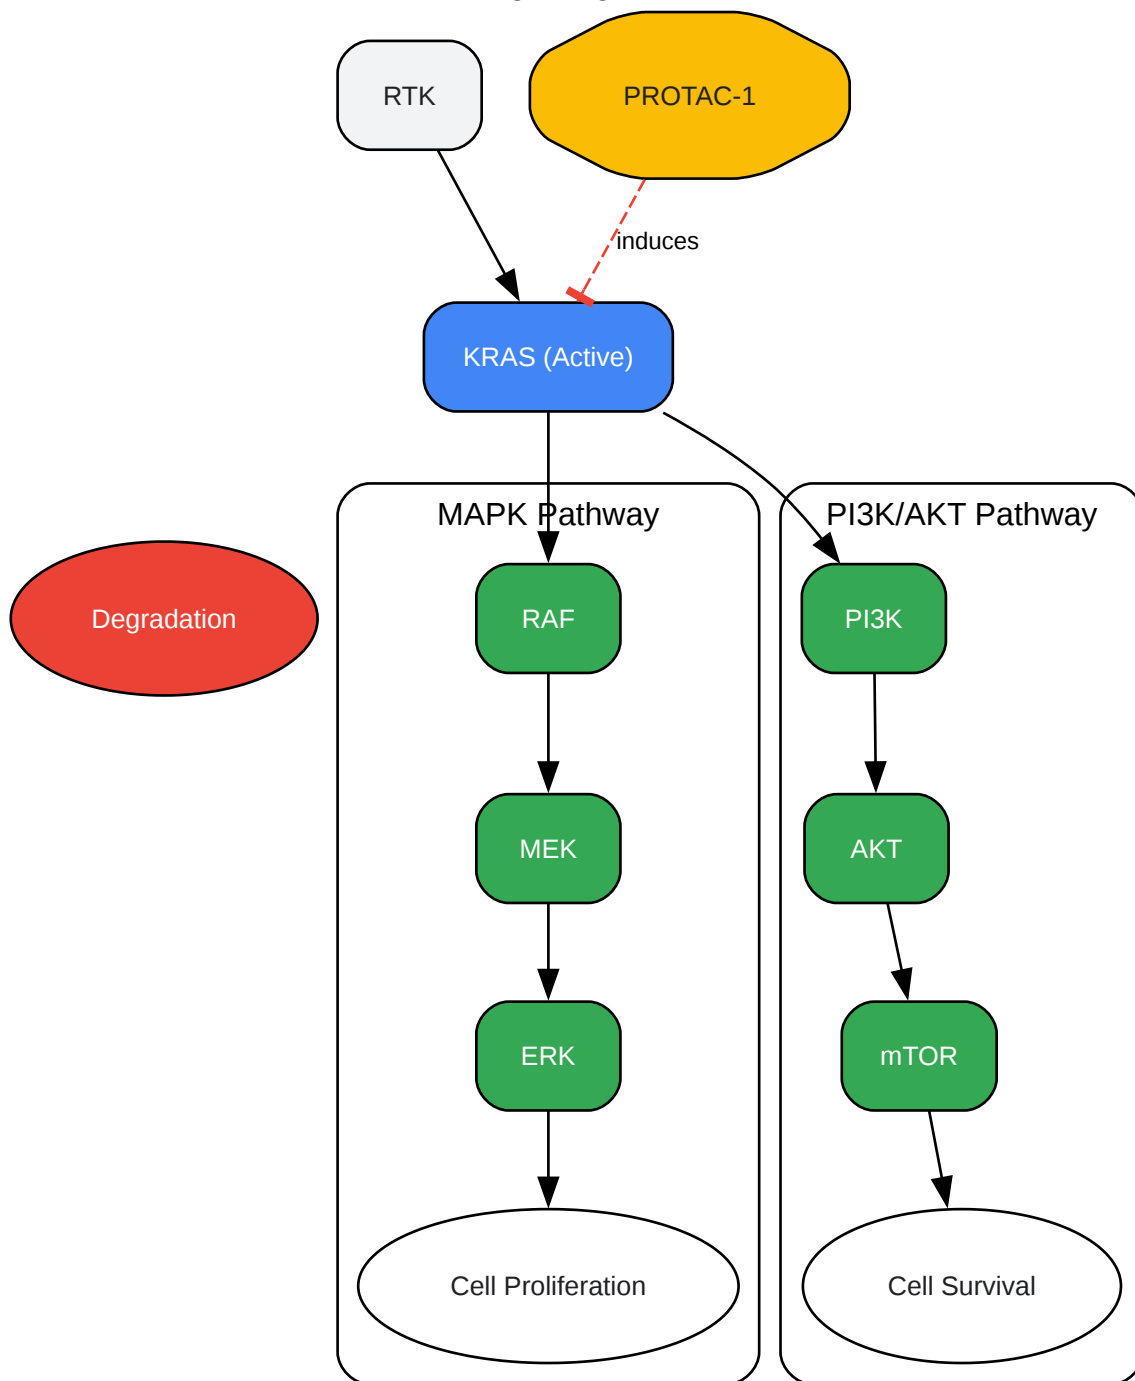 RTK
PROTAC-1
induces
KRAS (Active)
MAPK Pathway
PI3K/AKT Pathway
Degradation
RAF
PI3K
MEK
AKT
ERK
mTOR
Cell Proliferation
Cell Survival